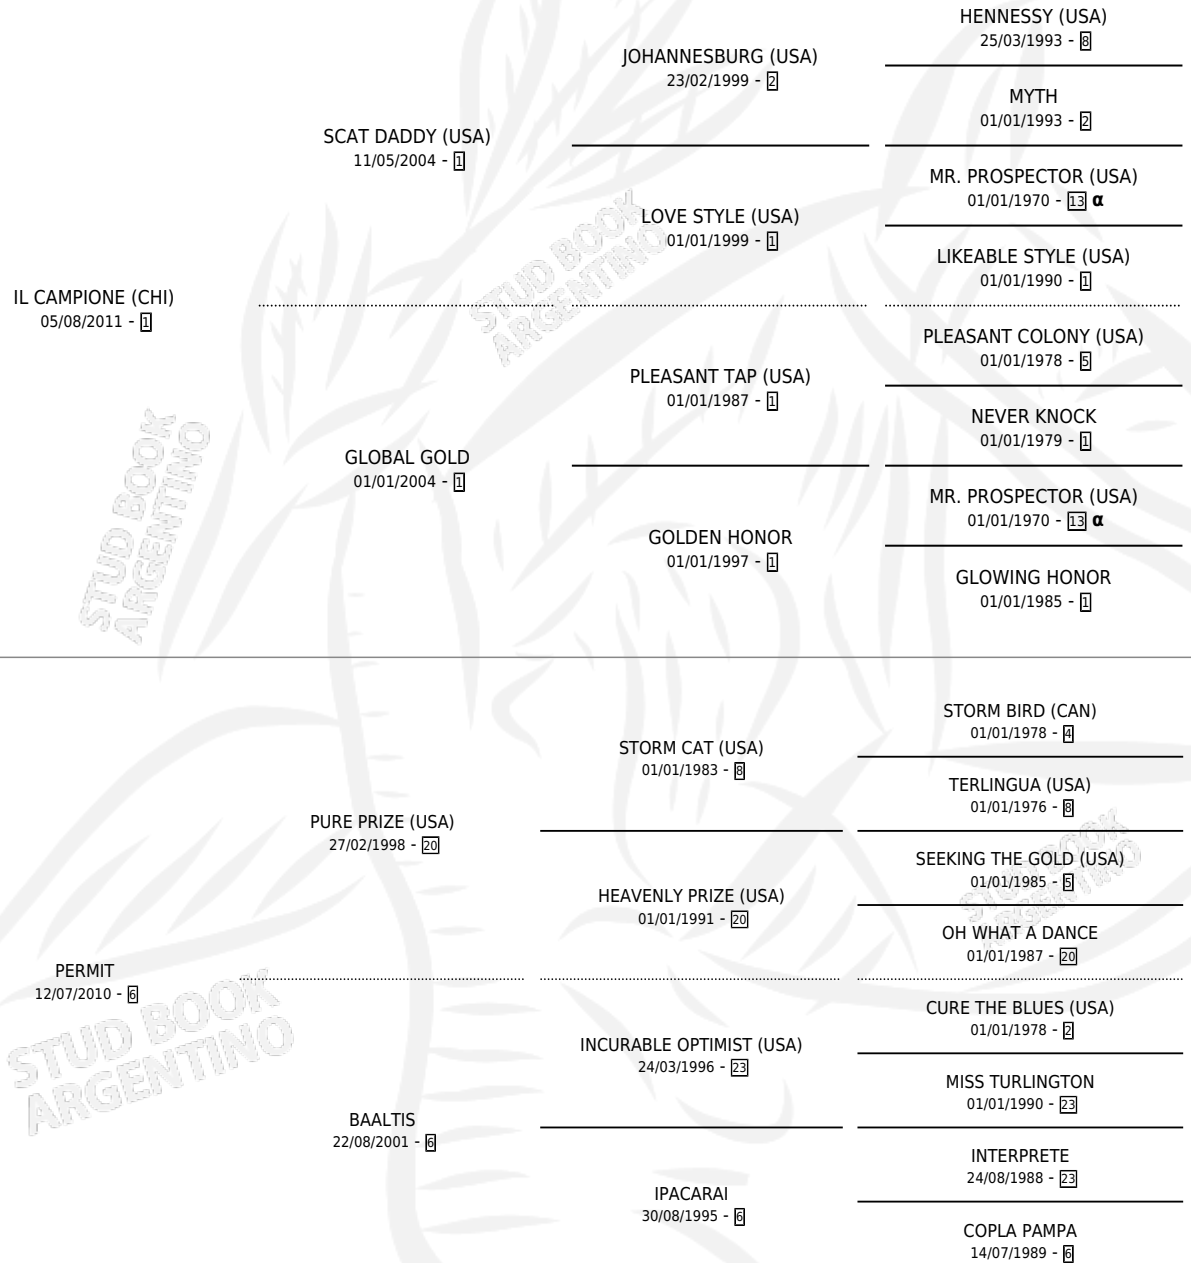 HENNESSY (USA)
25/03/1993 - 8
JOHANNESBURG (USA)
23/02/1999 - 2
MYTH
01/01/1993 - 2
SCAT DADDY (USA)
11/05/2004 - 1
MR. PROSPECTOR (USA)
01/01/1970 - 13 α
LOVE STYLE (USA)
01/01/1999 - 1
LIKEABLE STYLE (USA)
01/01/1990 - 1
IL CAMPIONE (CHI)
05/08/2011 - 1
PLEASANT COLONY (USA)
01/01/1978 - 5
PLEASANT TAP (USA)
01/01/1987 - 1
NEVER KNOCK
01/01/1979 - 1
GLOBAL GOLD
01/01/2004 - 1
MR. PROSPECTOR (USA)
01/01/1970 - 13 α
GOLDEN HONOR
01/01/1997 - 1
GLOWING HONOR
01/01/1985 - 1
STORM BIRD (CAN)
01/01/1978 - 4
STORM CAT (USA)
01/01/1983 - 8
TERLINGUA (USA)
01/01/1976 - 8
PURE PRIZE (USA)
27/02/1998 - 20
SEEKING THE GOLD (USA)
01/01/1985 - 5
HEAVENLY PRIZE (USA)
01/01/1991 - 20
OH WHAT A DANCE
01/01/1987 - 20
PERMIT
12/07/2010 - 6
CURE THE BLUES (USA)
01/01/1978 - 2
INCURABLE OPTIMIST (USA)
24/03/1996 - 23
MISS TURLINGTON
01/01/1990 - 23
BAALTIS
22/08/2001 - 6
INTERPRETE
24/08/1988 - 23
IPACARAI
30/08/1995 - 6
COPLA PAMPA
14/07/1989 - 6
STUD BOOK
ARGENTINO
STUD BOOK
ARGENTINO
STUD BOOK
ARGENTINO
STUD BOOK
ARGENTINO